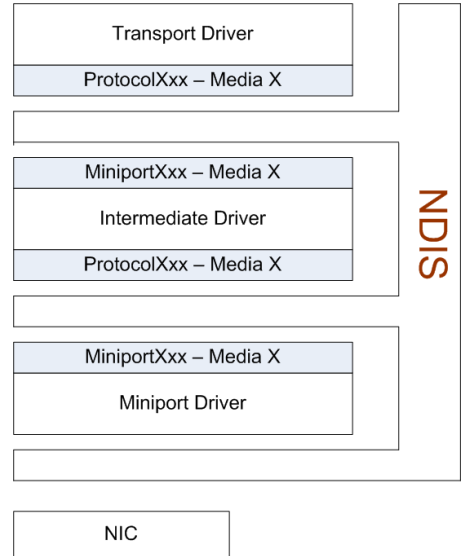 Transport Driver
ProtocolXxx – Media X
MiniportXxx – Media X
Intermediate Driver
ProtocolXxx – Media X
MiniportXxx – Media X
Miniport Driver
NIC
NDIS